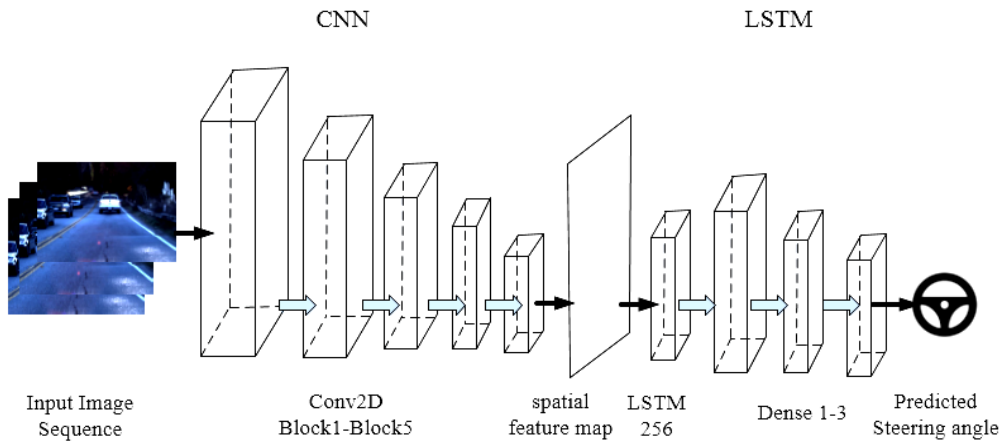 CNN
LSTM
Input Image
Sequence
Conv2D
Block1-Block5
spatial
feature map
LSTM
256
Dense 1-3
Predicted
Steering angle